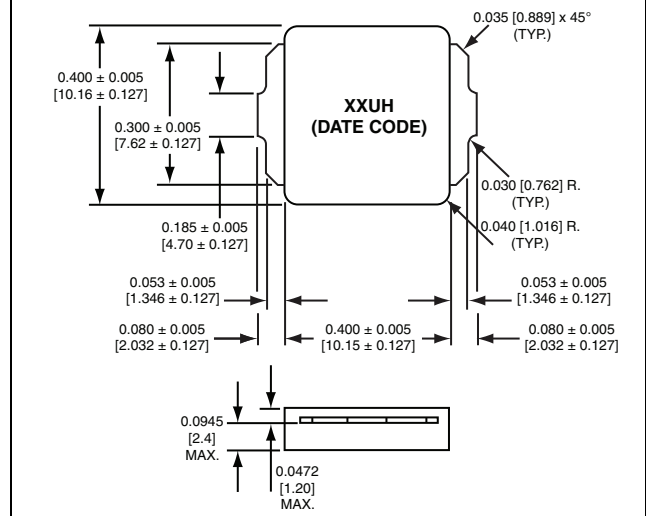 0.035 [0.889] x 45°
(TYP.)
0.400 ± 0.005
[10.16 ± 0.127]
XXUH
(DATE CODE)
0.300 ± 0.005
[7.62 ± 0.127]
0.030 [0.762] R.
(TYP.)
0.185 ± 0.005
[4.70 ± 0.127]
0.040 [1.016] R.
(TYP.)
0.053 ± 0.005
[1.346 ± 0.127]
0.053 ± 0.005
[1.346 ± 0.127]
0.080 ± 0.005
[2.032 ± 0.127]
0.400 ± 0.005
[10.15 ± 0.127]
0.080 ± 0.005
[2.032 ± 0.127]
0.0945
[2.4]
MAX.
0.0472
[1.20]
MAX.